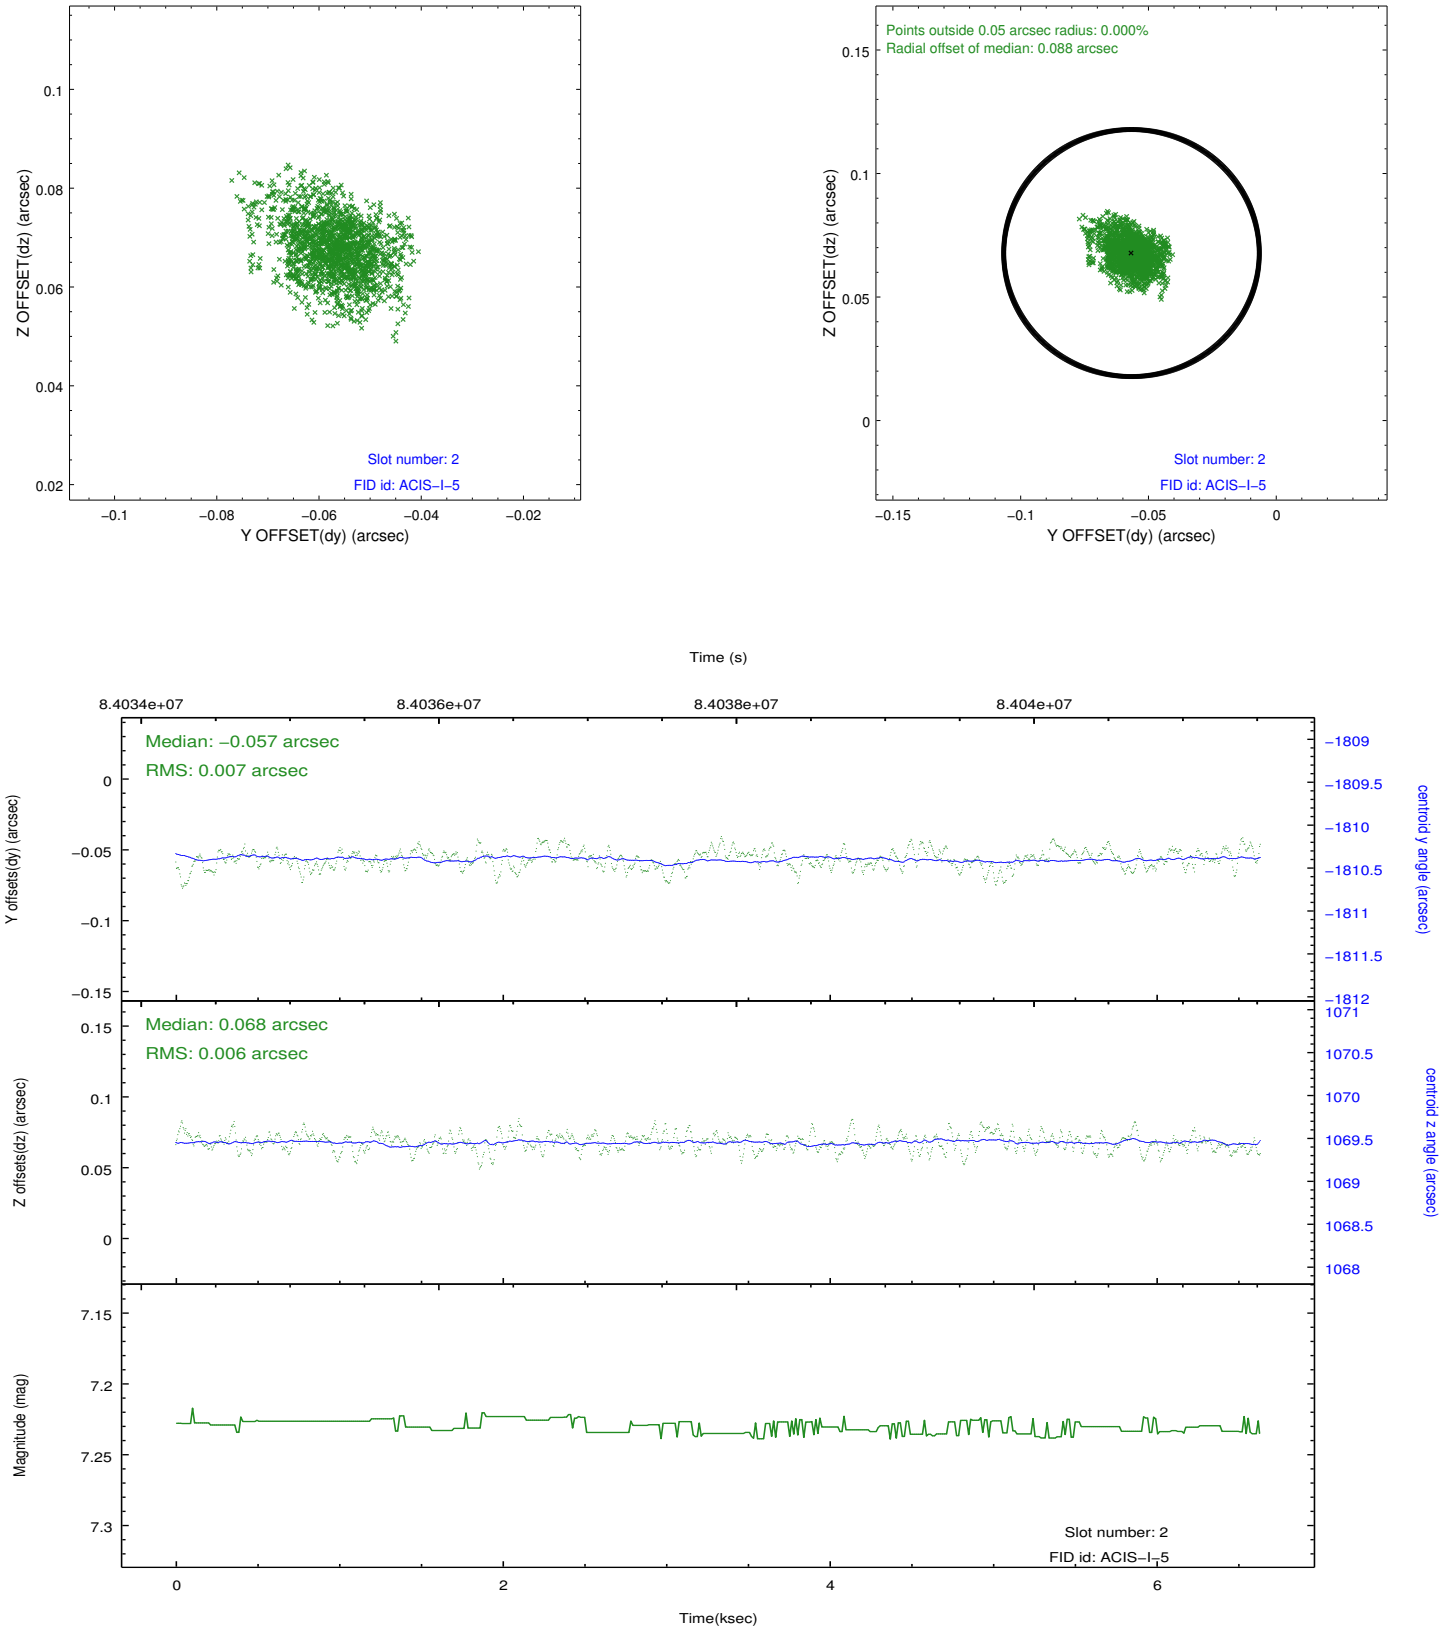 0.1
0.08
0.06
0.04
0.02
Z OFFSET(dz) (arcsec)
Slot number: 2
FID id: ACIS−I−5
−0.1
−0.08
−0.06
−0.04
−0.02
Y OFFSET(dy) (arcsec)
Points outside 0.05 arcsec radius: 0.000%
Radial offset of median: 0.088 arcsec
0.15
0.1
0.05
0
Z OFFSET(dz) (arcsec)
Slot number: 2
FID id: ACIS−I−5
−0.15
−0.1
−0.05
0
Y OFFSET(dy) (arcsec)
Time (s)
8.4034e+07
8.4036e+07
8.4038e+07
8.404e+07
Median: −0.057 arcsec
RMS: 0.007 arcsec
0
−0.05
−0.1
−0.15
Y offsets(dy) (arcsec)
−1809
−1809.5
−1810
−1810.5
−1811
−1811.5
−1812
centroid y angle (arcsec)
Median: 0.068 arcsec
RMS: 0.006 arcsec
0.15
0.1
0.05
0
Z offsets(dz) (arcsec)
1071
1070.5
1070
1069.5
1069
1068.5
1068
centroid z angle (arcsec)
7.15
7.2
7.25
7.3
Magnitude (mag)
Slot number: 2
FID id: ACIS−I−5
0
2
4
6
Time(ksec)